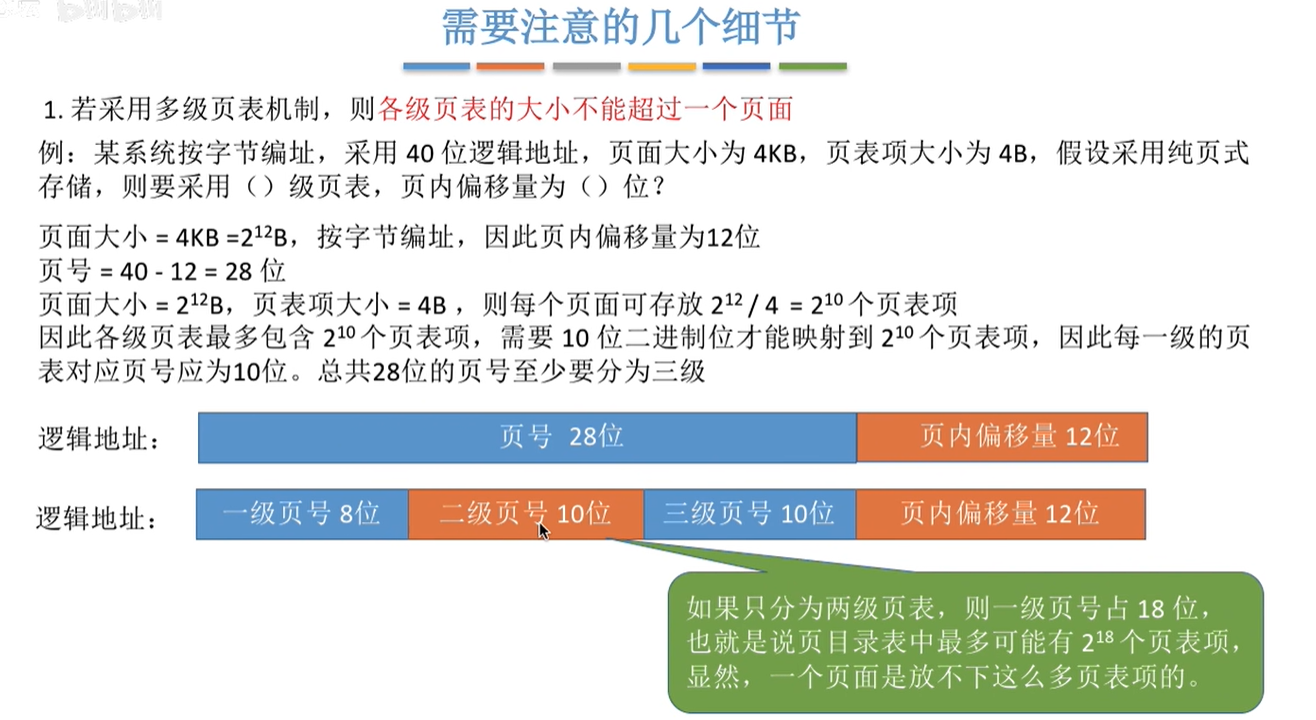 需要注意的几个细节
1. 若采用多级页表机制，则各级页表的大小不能超过一个页面
例：某系统按字节编址，采用 40 位逻辑地址，页面大小为 4KB，页表项大小为 4B，假设采用纯页式
存储，则要采用（）级页表，页内偏移量为（）位？
页面大小 = 4KB =2¹²B，按字节编址，因此页内偏移量为12位
页号 = 40 - 12 = 28 位
页面大小 = 2¹²B，页表项大小 = 4B ，则每个页面可存放 2¹² / 4 = 2¹⁰ 个页表项
因此各级页表最多包含 2¹⁰ 个页表项，需要 10 位二进制位才能映射到 2¹⁰ 个页表项，因此每一级的页
表对应页号应为10位。总共28位的页号至少要分为三级
逻辑地址： 页号 28位 页内偏移量 12位
逻辑地址： 一级页号 8位 二级页号 10位 三级页号 10位 页内偏移量 12位
如果只分为两级页表，则一级页号占 18 位，
也就是说页目录表中最多可能有 2¹⁸ 个页表项，
显然，一个页面是放不下这么多页表项的。